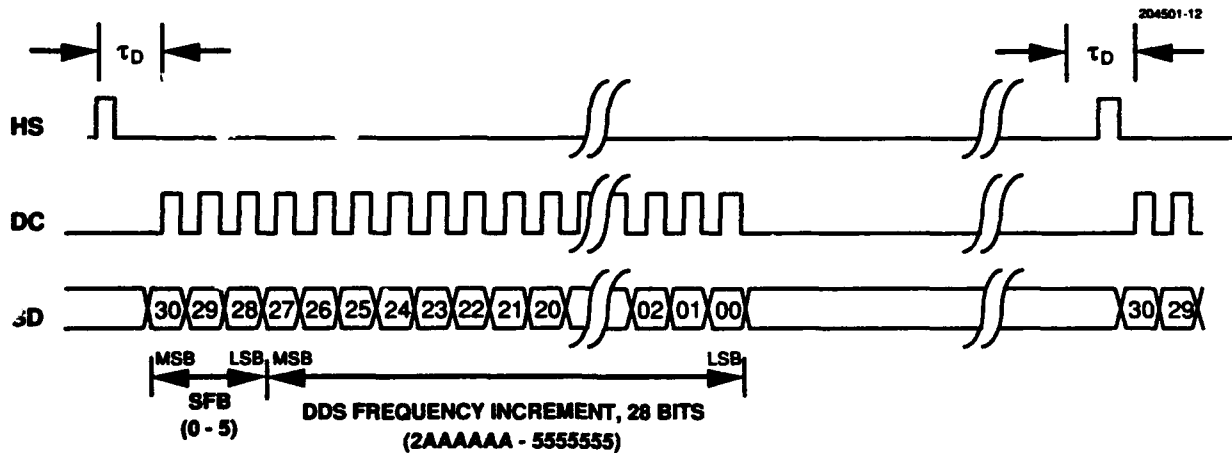 204501-12
τD τD
HS
DC
SD 30 29 28 27 26 25 24 23 22 21 20 02 01 00 30 29
MSB LSB MSB LSB
SFB
(0 - 5)
DDS FREQUENCY INCREMENT, 28 BITS
(2AAAAAA - 5555555)